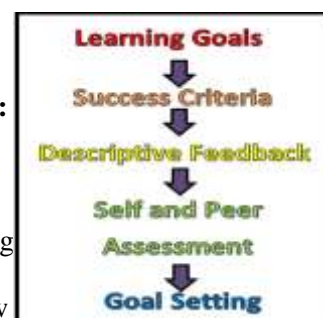 Learning Goals
Success Criteria
:
Descriptive Feedback
Self and Peer
g
Assessment
Goal Setting